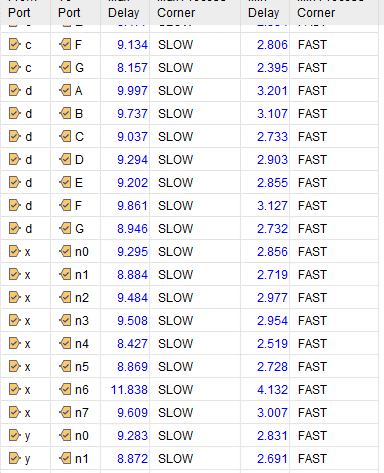 Port Port Delay Corner Delay Corner
c F 9.134 SLOW 2.806 FAST
c G 8.157 SLOW 2.395 FAST
d A 9.997 SLOW 3.201 FAST
d B 9.737 SLOW 3.107 FAST
d C 9.037 SLOW 2.733 FAST
d D 9.294 SLOW 2.903 FAST
d E 9.202 SLOW 2.855 FAST
d F 9.861 SLOW 3.127 FAST
d G 8.946 SLOW 2.732 FAST
x n0 9.295 SLOW 2.856 FAST
x n1 8.884 SLOW 2.719 FAST
x n2 9.484 SLOW 2.977 FAST
x n3 9.508 SLOW 2.954 FAST
x n4 8.427 SLOW 2.519 FAST
x n5 8.869 SLOW 2.728 FAST
x n6 11.838 SLOW 4.132 FAST
x n7 9.609 SLOW 3.007 FAST
y n0 9.283 SLOW 2.831 FAST
y n1 8.872 SLOW 2.691 FAST